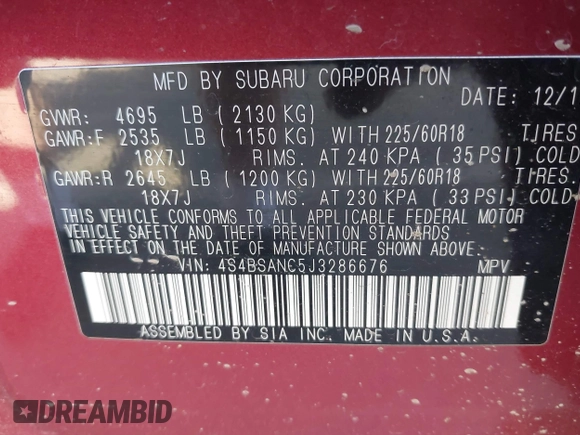 MFD BY SUBARU CORPORATION
DATE: 12/1
GVWR: 4695 LB ( 2130 KG)
GAWR:F 2535 LB ( 1150 KG) WITH 225/60R18 TIRES
18X7J RIMS. AT 240 KPA ( 35 PSI) COLD
GAWR:R 2645 LB ( 1200 KG) WITH 225/60R18 TIRES.
18X7J RIMS. AT 230 KPA ( 33 PSI) COLD
THIS VEHICLE CONFORMS TO ALL APPLICABLE FEDERAL MOTOR
VEHICLE SAFETY AND THEFT PREVENTION STANDARDS
IN EFFECT ON THE DATE OF MANUFACTURE SHOWN ABOVE.
VIN: 4S4BSANC5J3286676 MPV
ASSEMBLED BY SIA INC. MADE IN U.S.A.
DREAMBID